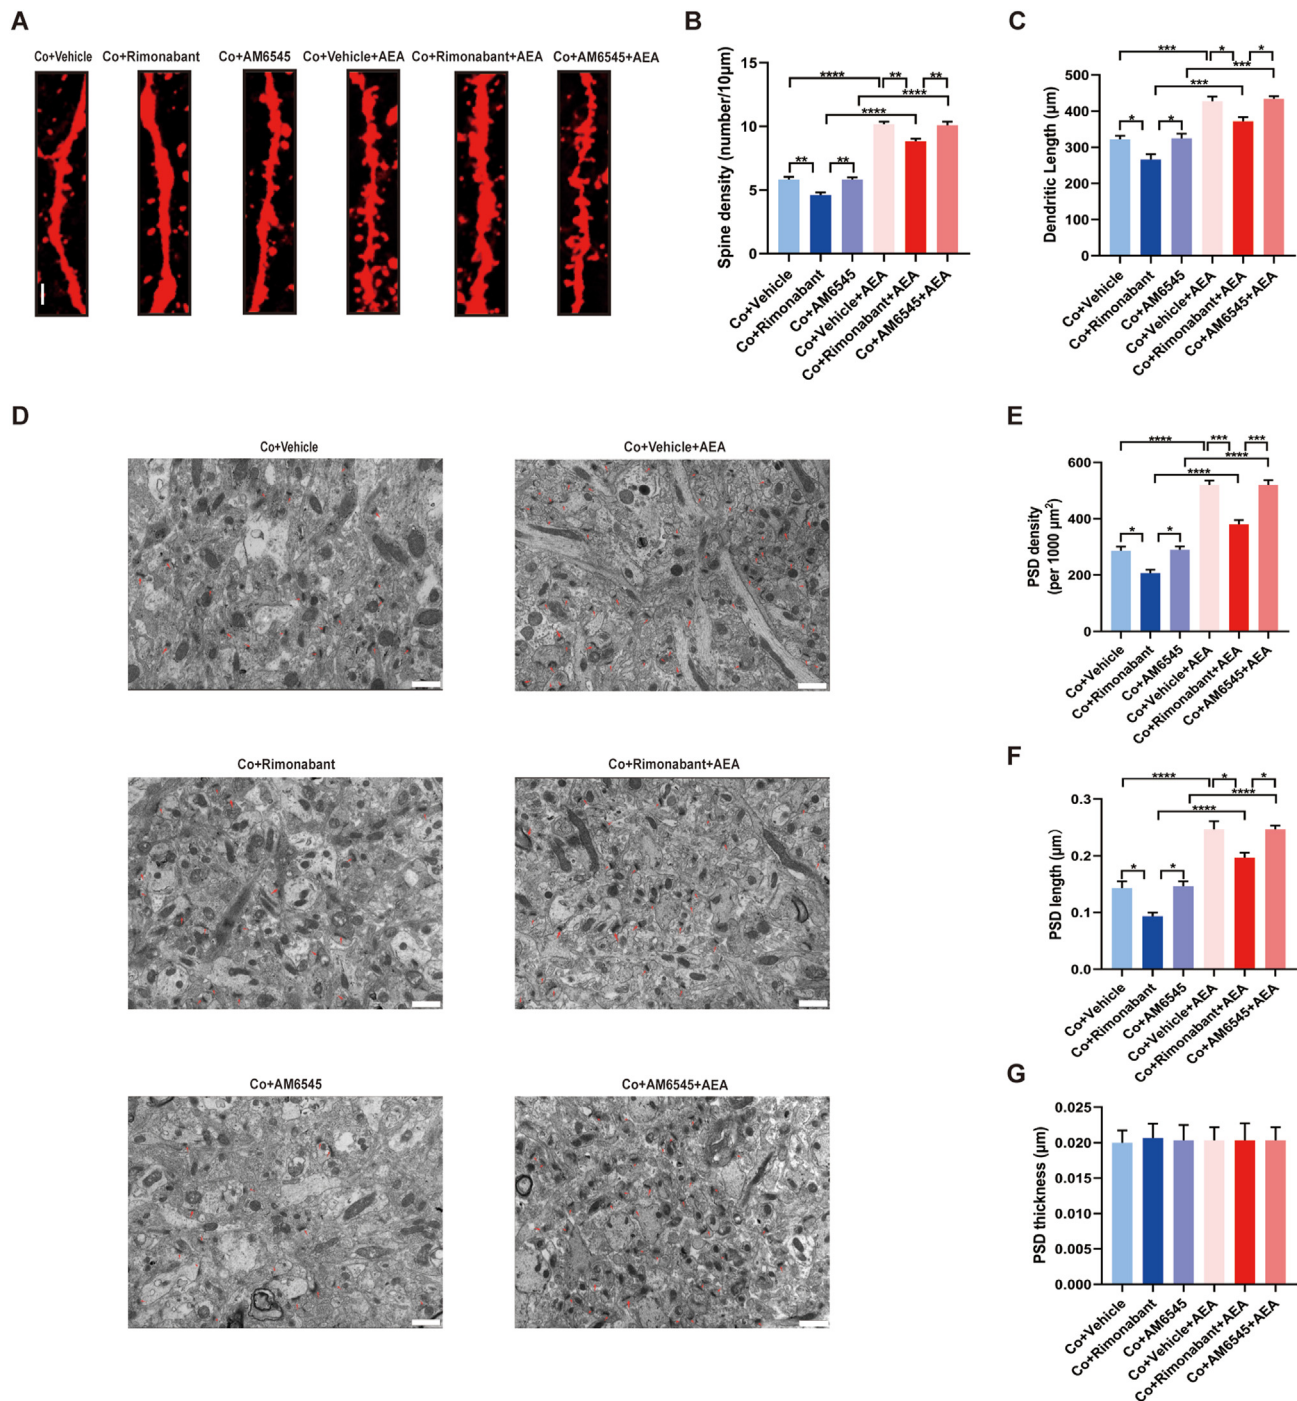 A
Co+Vehicle Co+Rimonabant Co+AM6545 Co+Vehicle+AEA Co+Rimonabant+AEA Co+AM6545+AEA
B
**** ** **
****
****
** **
Spine density (number/10μm)
15
10
5
0
Co+Vehicle
Co+Rimonabant
Co+AM6545
Co+Vehicle+AEA
Co+Rimonabant+AEA
Co+AM6545+AEA
C
*** * *
***
***
* *
Dendritic Length (μm)
500
400
300
200
100
0
Co+Vehicle
Co+Rimonabant
Co+AM6545
Co+Vehicle+AEA
Co+Rimonabant+AEA
Co+AM6545+AEA
D
Co+Vehicle
Co+Vehicle+AEA
Co+Rimonabant
Co+Rimonabant+AEA
Co+AM6545
Co+AM6545+AEA
E
**** *** ***
****
****
* *
PSD density
(per 1000 μm²)
600
400
200
0
Co+Vehicle
Co+Rimonabant
Co+AM6545
Co+Vehicle+AEA
Co+Rimonabant+AEA
Co+AM6545+AEA
F
**** * *
****
****
* *
PSD length (μm)
0.3
0.2
0.1
0.0
Co+Vehicle
Co+Rimonabant
Co+AM6545
Co+Vehicle+AEA
Co+Rimonabant+AEA
Co+AM6545+AEA
G
PSD thickness (μm)
0.025
0.020
0.015
0.010
0.005
0.000
Co+Vehicle
Co+Rimonabant
Co+AM6545
Co+Vehicle+AEA
Co+Rimonabant+AEA
Co+AM6545+AEA